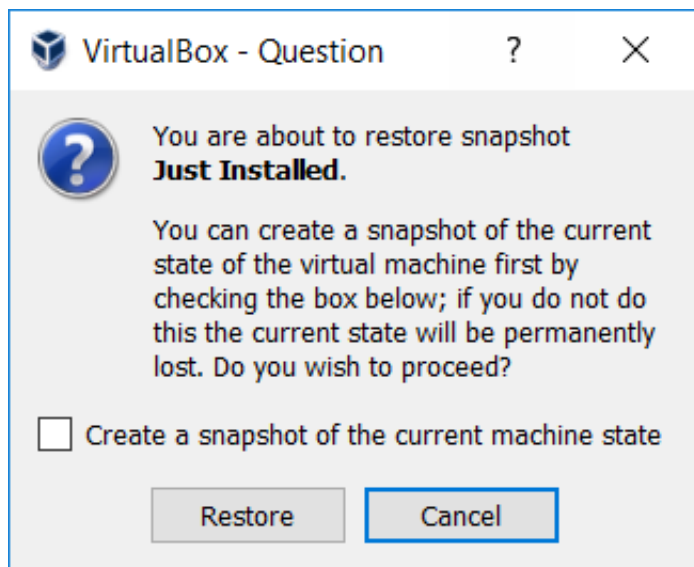 VirtualBox - Question
?
You are about to restore snapshot
Just Installed.
You can create a snapshot of the current
state of the virtual machine first by
checking the box below; if you do not do
this the current state will be permanently
lost. Do you wish to proceed?
Create a snapshot of the current machine state
Restore
Cancel